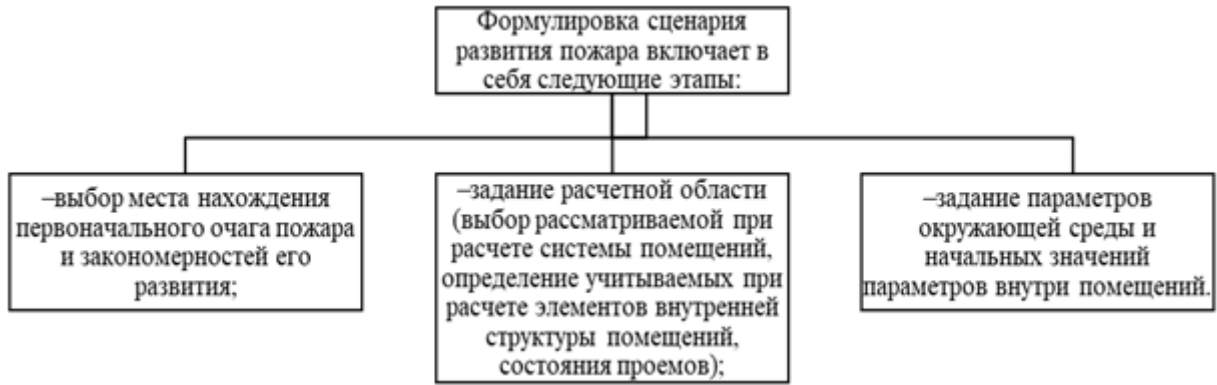 Формулировка сценария
развития пожара включает в
себя следующие этапы:
–выбор места нахождения
первоначального очага пожара
и закономерностей его
развития;
–задание расчетной области
(выбор рассматриваемой при
расчете системы помещений,
определение учитываемых при
расчете элементов внутренней
структуры помещений,
состояния проемов);
–задание параметров
окружающей среды и
начальных значений
параметров внутри помещений.